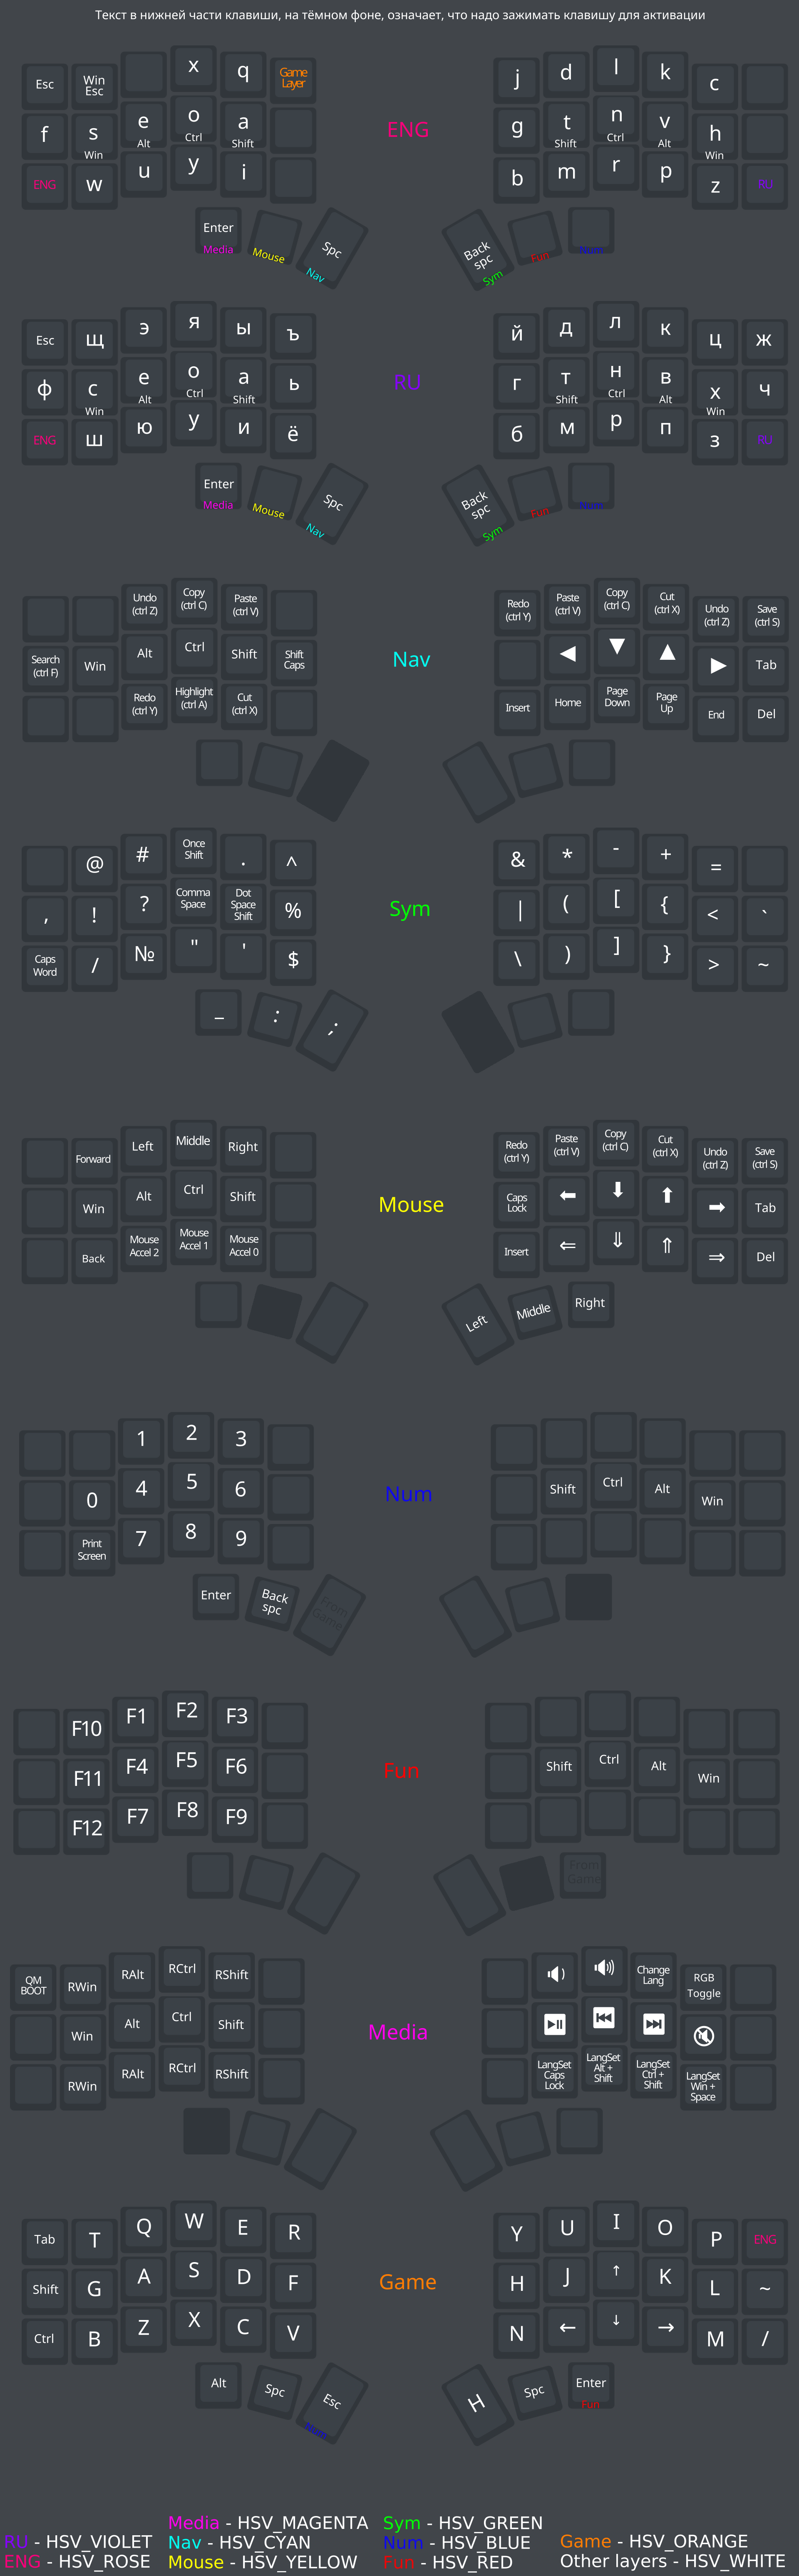 Текст в нижней части клавиши, на тёмном фоне, означает, что надо зажимать клавишу для активации
Esc Win Esc x q Game Layer j d l k c
f s Win e Alt o Ctrl a Shift ENG g t Shift n Ctrl v Alt h Win
ENG w u y i b m r p z RU
Enter Media Mouse Spc Nav Back spc Sym Fun Num
Esc щ э я ы ъ й д л к ц ж
ф с Win е Alt о Ctrl а Shift ь RU г т Shift н Ctrl в Alt х Win ч
ENG ш ю у и ё б м р п з RU
Enter Media Mouse Spc Nav Back spc Sym Fun Num
Undo (ctrl Z) Copy (ctrl C) Paste (ctrl V) Redo (ctrl Y) Paste (ctrl V) Copy (ctrl C) Cut (ctrl X) Undo (ctrl Z) Save (ctrl S)
Search (ctrl F) Win Alt Ctrl Shift Shift Caps Nav ◀ ▼ ▲ ▶ Tab
Redo (ctrl Y) Highlight (ctrl A) Cut (ctrl X) Insert Home Page Down Page Up End Del
@ # Once Shift . ^ & * - + =
, ! ? Comma Space Dot Space Shift % Sym | ( [ { < `
Caps Word / № " ' $ \ ) ] } > ~
_ : ;
Forward Left Middle Right Redo (ctrl Y) Paste (ctrl V) Copy (ctrl C) Cut (ctrl X) Undo (ctrl Z) Save (ctrl S)
Win Alt Ctrl Shift Mouse Caps Lock ⬅ ⬇ ⬆ ➡ Tab
Back Mouse Accel 2 Mouse Accel 1 Mouse Accel 0 Insert ⇐ ⇓ ⇑ ⇒ Del
Left Middle Right
1 2 3
0 4 5 6 Num Shift Ctrl Alt Win
Print Screen 7 8 9
Enter Back spc From Game
F10 F1 F2 F3
F11 F4 F5 F6 Fun Shift Ctrl Alt Win
F12 F7 F8 F9
From Game
QM BOOT RWin RAlt RCtrl RShift 🔉 🔊 Change Lang RGB Toggle
Win Alt Ctrl Shift Media ⏯ ⏮ ⏭ 🔇
RWin RAlt RCtrl RShift LangSet Caps Lock LangSet Alt + Shift LangSet Ctrl + Shift LangSet Win + Space
Tab T Q W E R Y U I O P ENG
Shift G A S D F Game H J ↑ K L ~
Ctrl B Z X C V N ← ↓ → M /
Alt Spc Esc Num H Spc Enter Fun
Media - HSV_MAGENTA Sym - HSV_GREEN
RU - HSV_VIOLET Nav - HSV_CYAN Num - HSV_BLUE Game - HSV_ORANGE
ENG - HSV_ROSE Mouse - HSV_YELLOW Fun - HSV_RED Other layers - HSV_WHITE